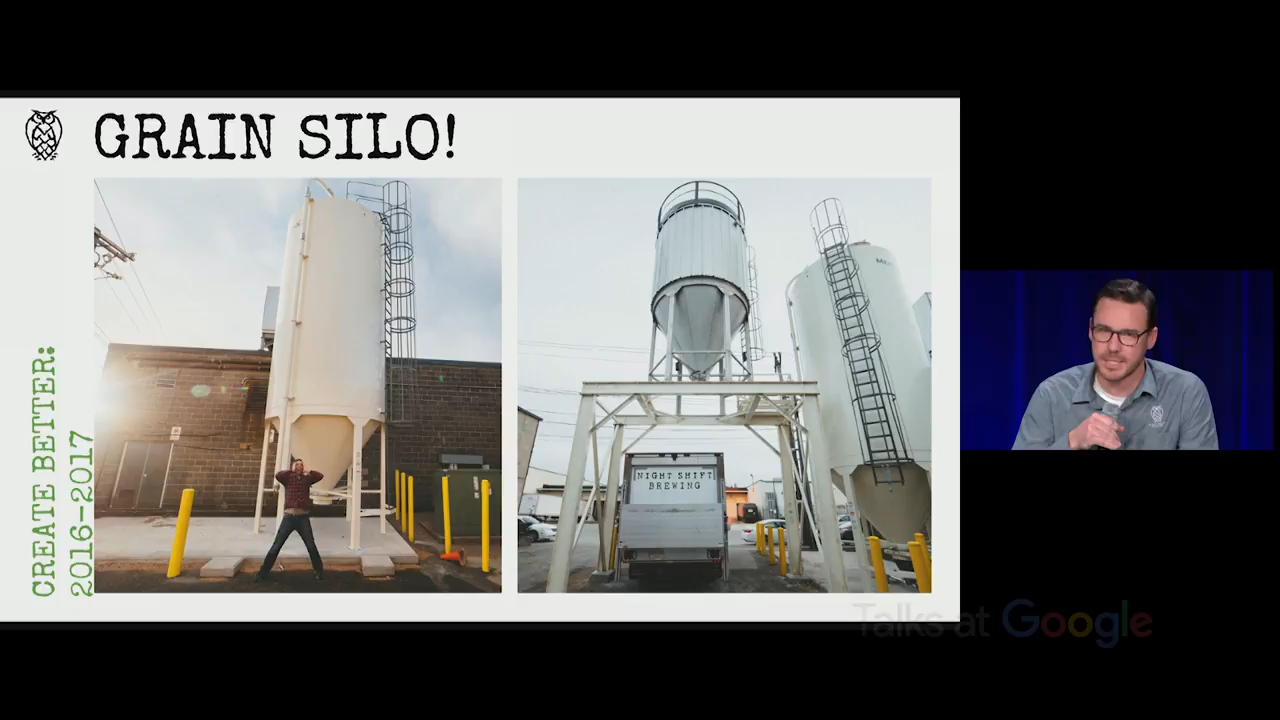 GRAIN SILO!
CREATE BETTER:
2016-2017
NIGHT SHIFT
BREWING
Talks at Google